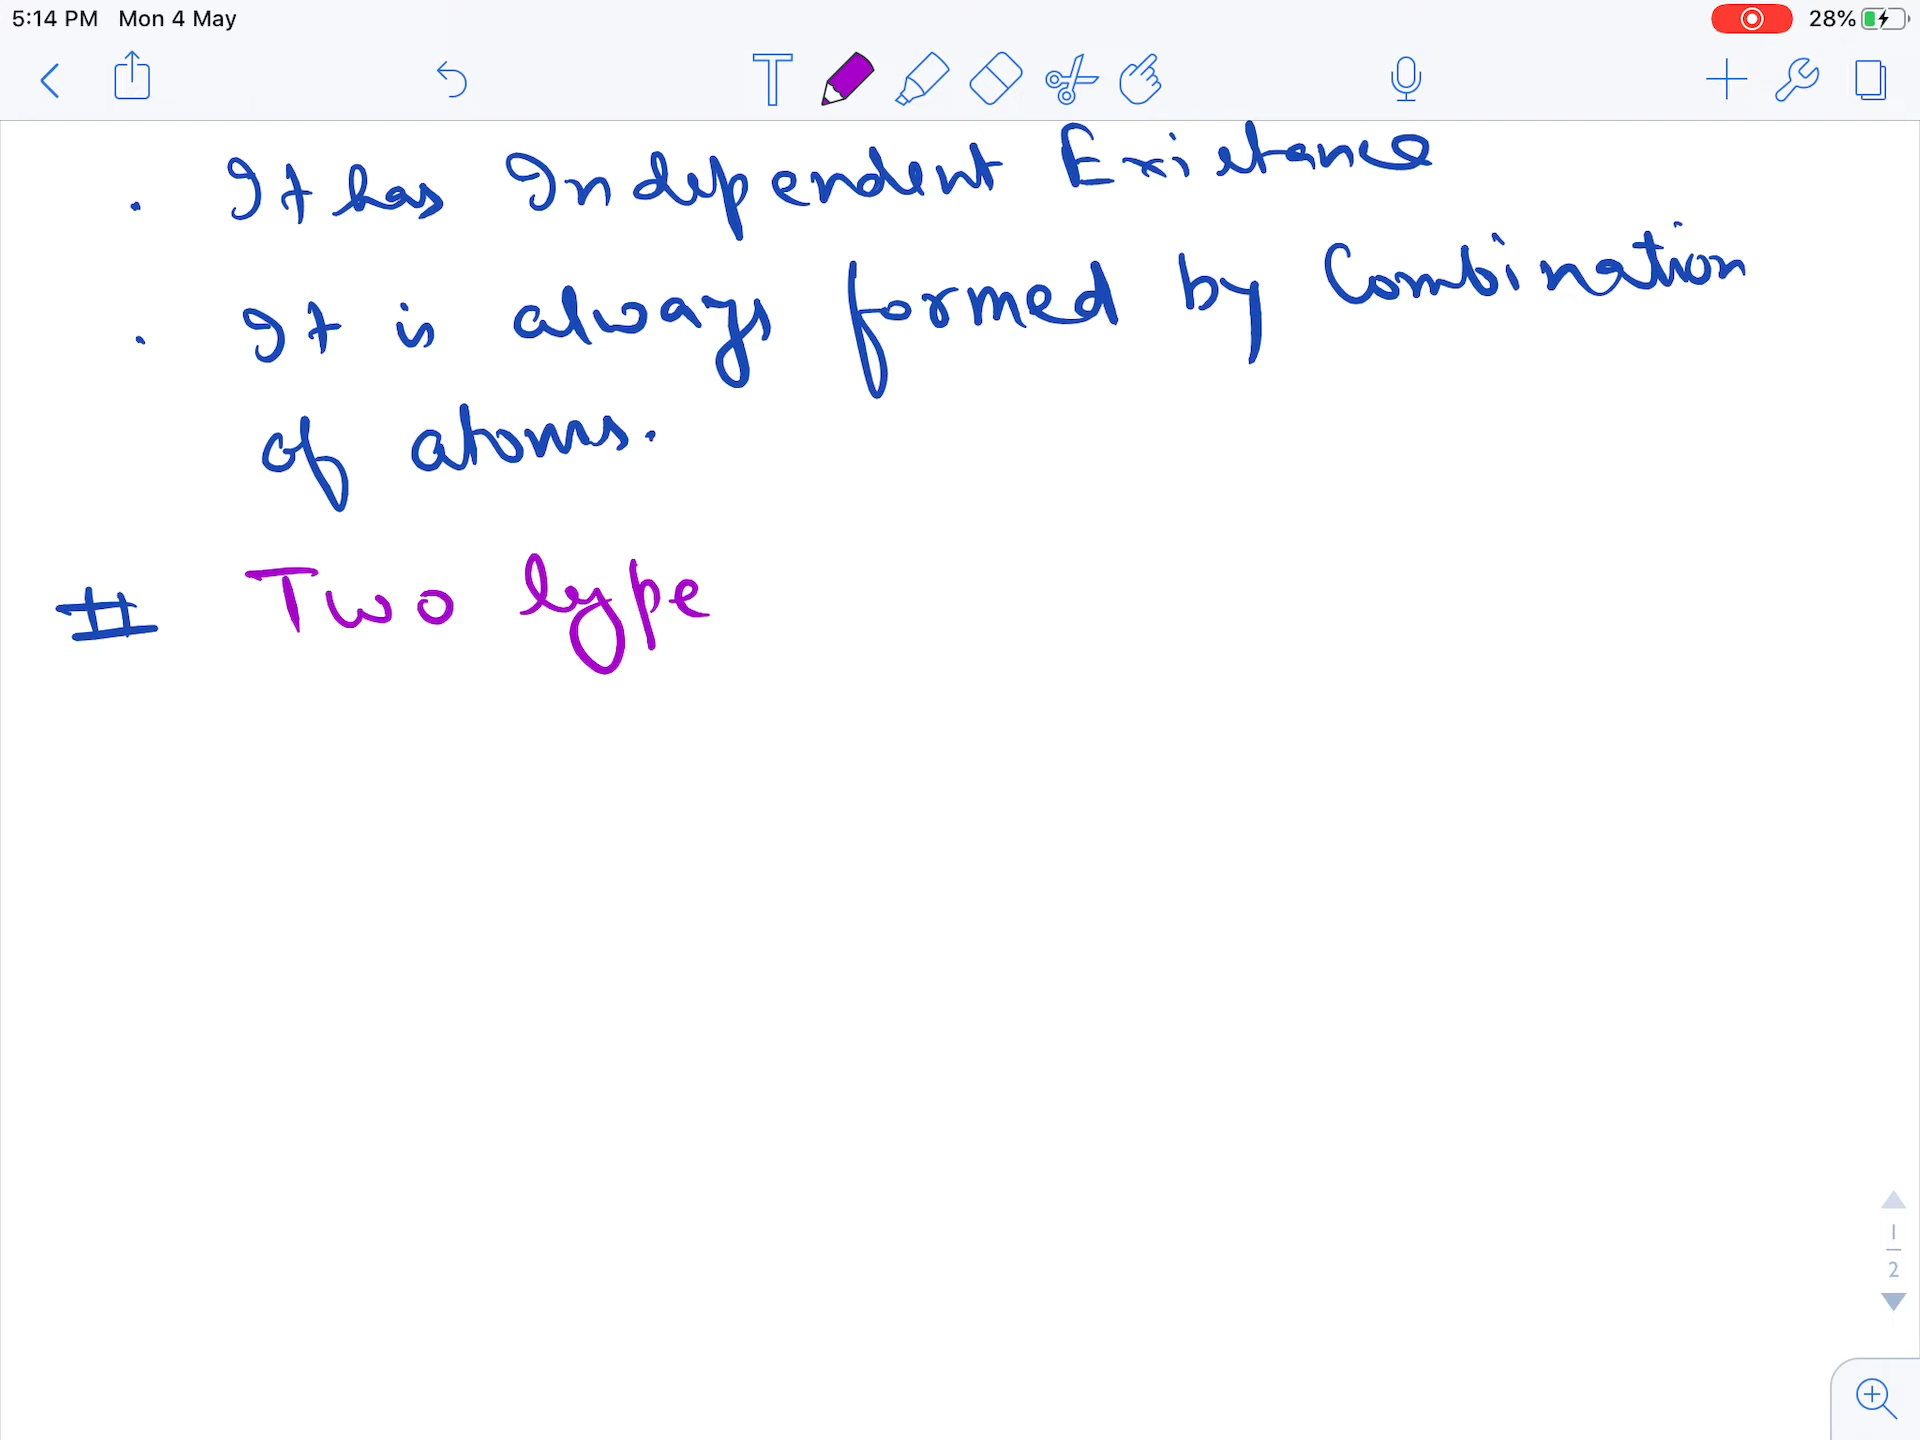 5:14 PM Mon 4 May 28%
T
. It has Independent Existance
. It is always formed by Combination
of atoms.
# Two type
1
2